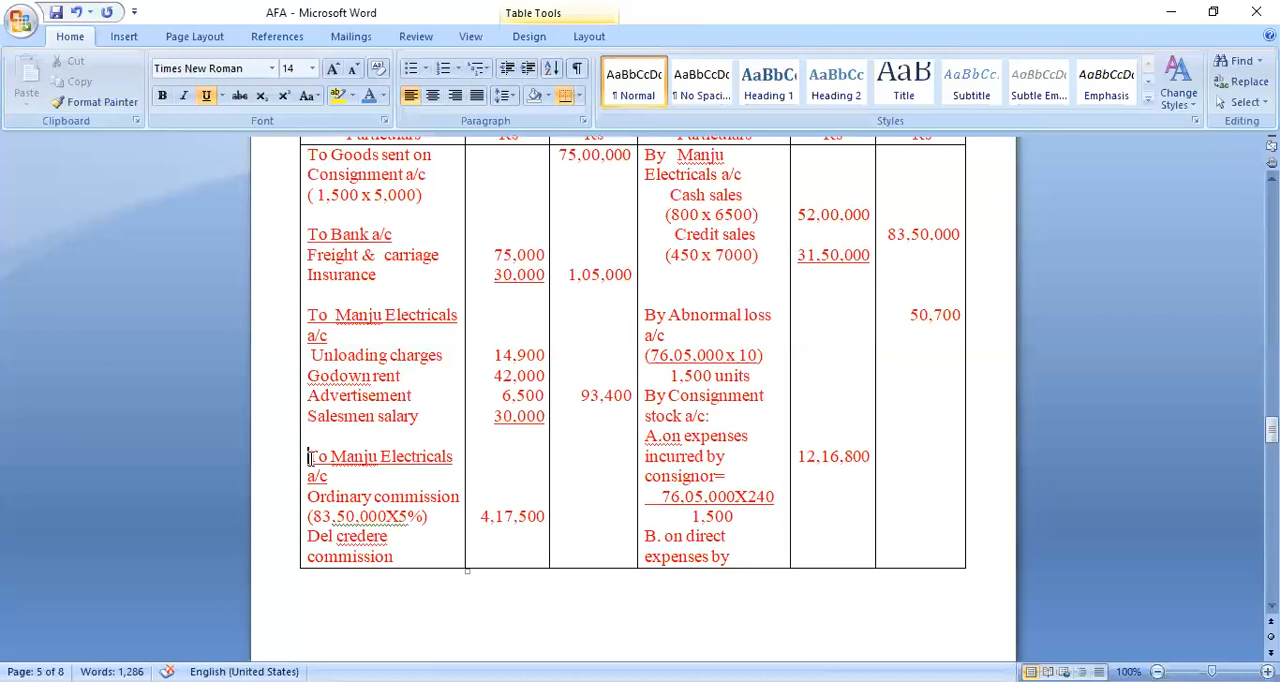 AFA - Microsoft Word
Table Tools
Home Insert Page Layout References Mailings Review View Design Layout
Paste
Cut
Copy
Format Painter
Clipboard
Times New Roman 14
Font
Paragraph
AaBbCcDc AaBbCcDc AaBbC AaBbCc AaB AaBbCc. AaBbCcDc AaBbCcDc
¶ Normal ¶ No Spaci... Heading 1 Heading 2 Title Subtitle Subtle Em... Emphasis
Change Styles
Styles
Find
Replace
Select
Editing
Particulars Rs Rs Particulars Rs Rs
To Goods sent on 75,00,000 By Manju
Consignment a/c Electricals a/c
( 1,500 x 5,000) Cash sales
(800 x 6500) 52,00,000
To Bank a/c Credit sales 83,50,000
Freight & carriage 75,000 (450 x 7000) 31,50,000
Insurance 30,000 1,05,000
To Manju Electricals By Abnormal loss 50,700
a/c a/c
Unloading charges 14,900 (76,05,000 x 10)
Godown rent 42,000 1,500 units
Advertisement 6,500 93,400 By Consignment
Salesmen salary 30,000 stock a/c:
A.on expenses
To Manju Electricals incurred by 12,16,800
a/c consignor=
Ordinary commission 76,05,000X240
(83,50,000X5%) 4,17,500 1,500
Del credere B. on direct
commission expenses by
Page: 5 of 8 Words: 1,286 English (United States) 100%